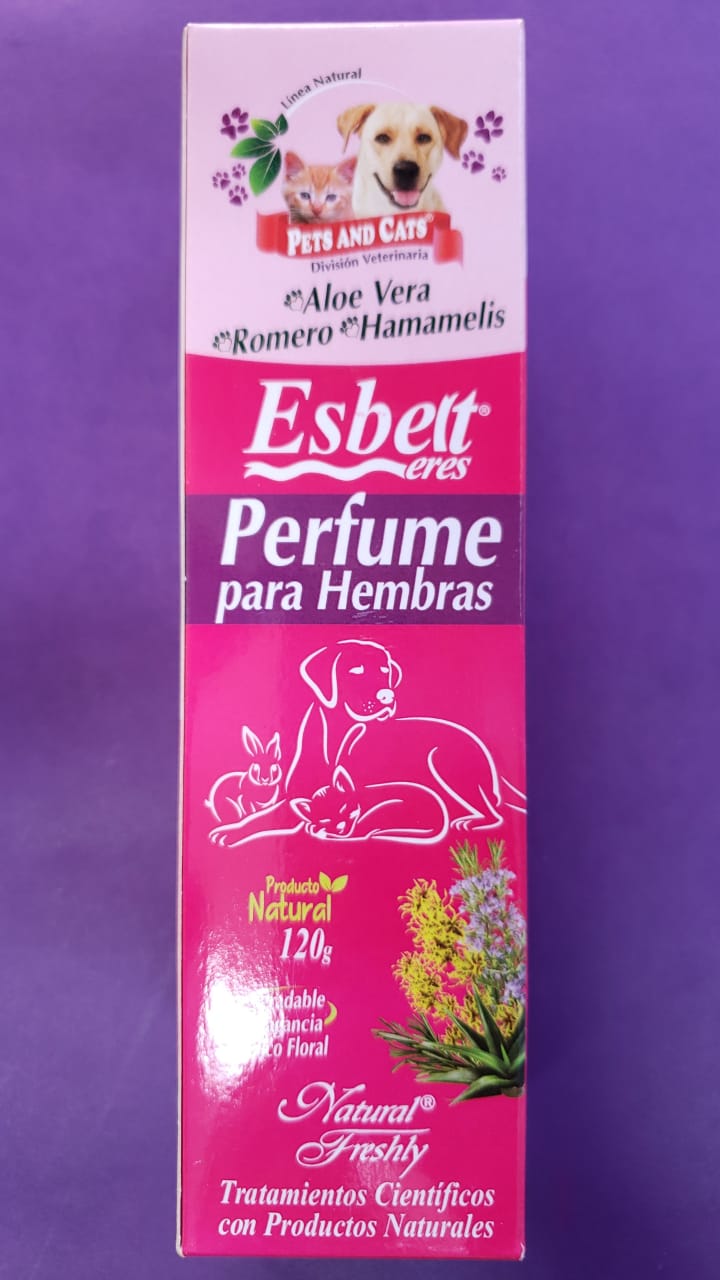 Línea Natural
PETS AND CATS®
División Veterinaria
Aloe Vera
Romero Hamamelis
Esbelt®
eres
Perfume
para Hembras
Producto
Natural
120g
Floral
Natural®
Freshly
Tratamientos Científicos
con Productos Naturales